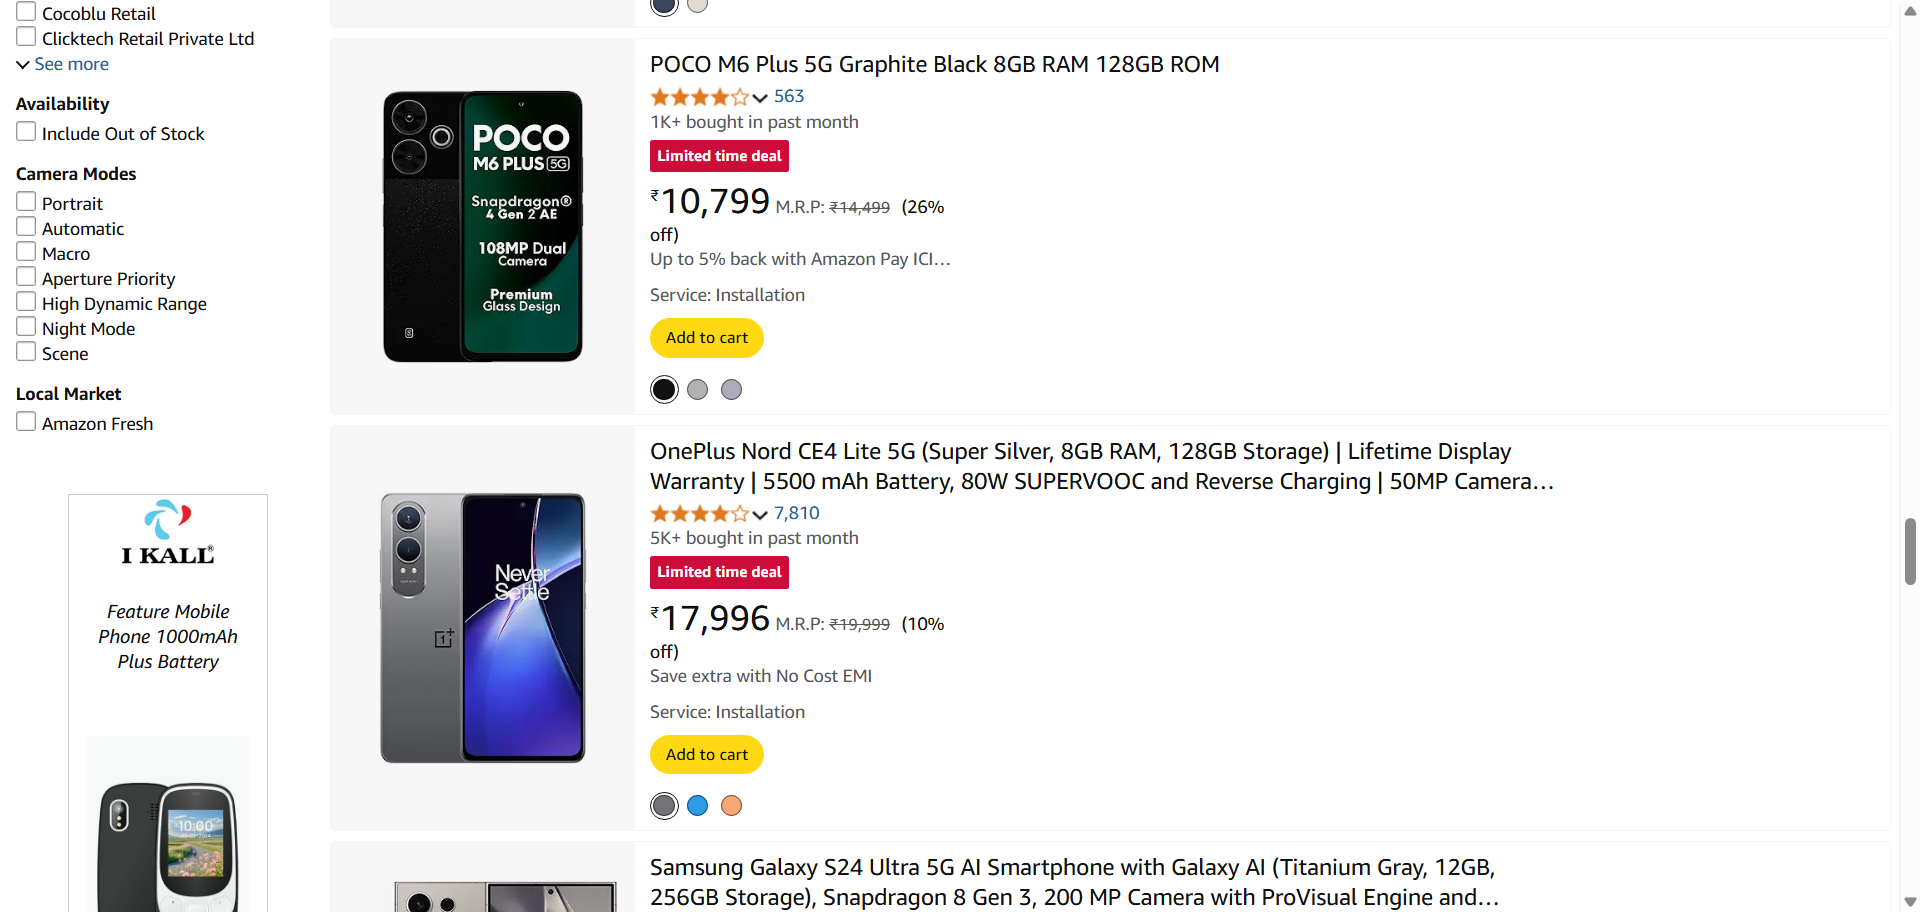 Cocoblu Retail
Clicktech Retail Private Ltd
See more
Availability
Include Out of Stock
Camera Modes
Portrait
Automatic
Macro
Aperture Priority
High Dynamic Range
Night Mode
Scene
Local Market
Amazon Fresh
I KALL®
Feature Mobile
Phone 1000mAh
Plus Battery
10:00
POCO
M6 PLUS 5G
Snapdragon®
4 Gen 2 AE
108MP Dual
Camera
Premium
Glass Design
POCO M6 Plus 5G Graphite Black 8GB RAM 128GB ROM
563
1K+ bought in past month
Limited time deal
₹10,799 M.R.P: ₹14,499 (26%
off)
Up to 5% back with Amazon Pay ICI…
Service: Installation
Add to cart
Never
Settle
OnePlus Nord CE4 Lite 5G (Super Silver, 8GB RAM, 128GB Storage) | Lifetime Display
Warranty | 5500 mAh Battery, 80W SUPERVOOC and Reverse Charging | 50MP Camera…
7,810
5K+ bought in past month
Limited time deal
₹17,996 M.R.P: ₹19,999 (10%
off)
Save extra with No Cost EMI
Service: Installation
Add to cart
Samsung Galaxy S24 Ultra 5G AI Smartphone with Galaxy AI (Titanium Gray, 12GB,
256GB Storage), Snapdragon 8 Gen 3, 200 MP Camera with ProVisual Engine and…